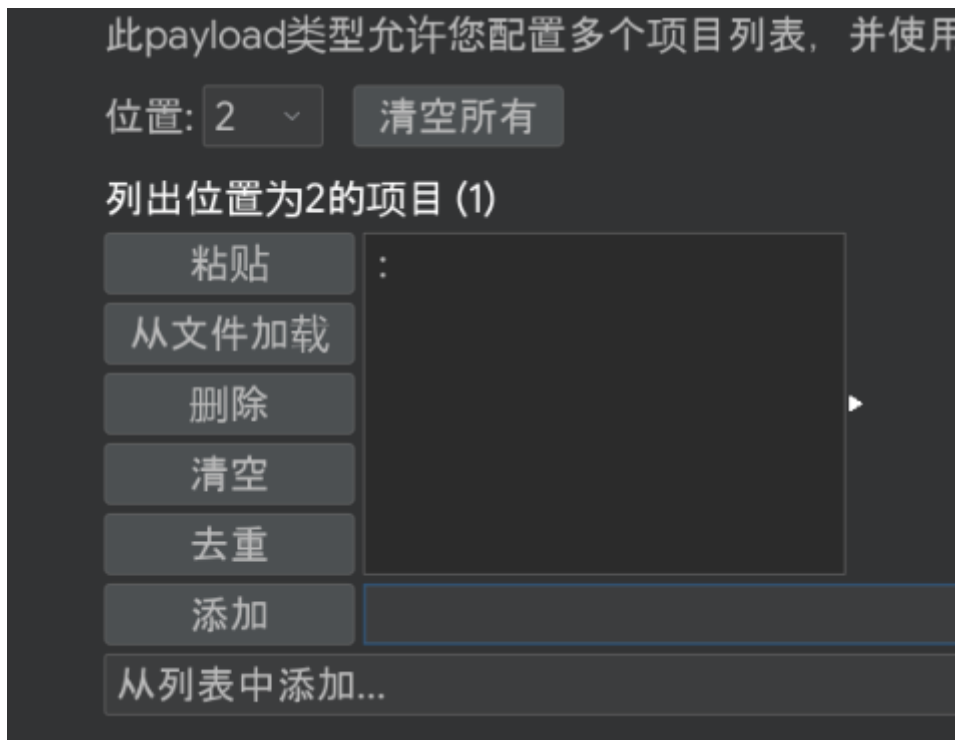 此payload类型允许您配置多个项目列表，并使用
位置: 2 清空所有
列出位置为2的项目 (1)
粘贴 :
从文件加载
删除
清空
去重
添加
从列表中添加...